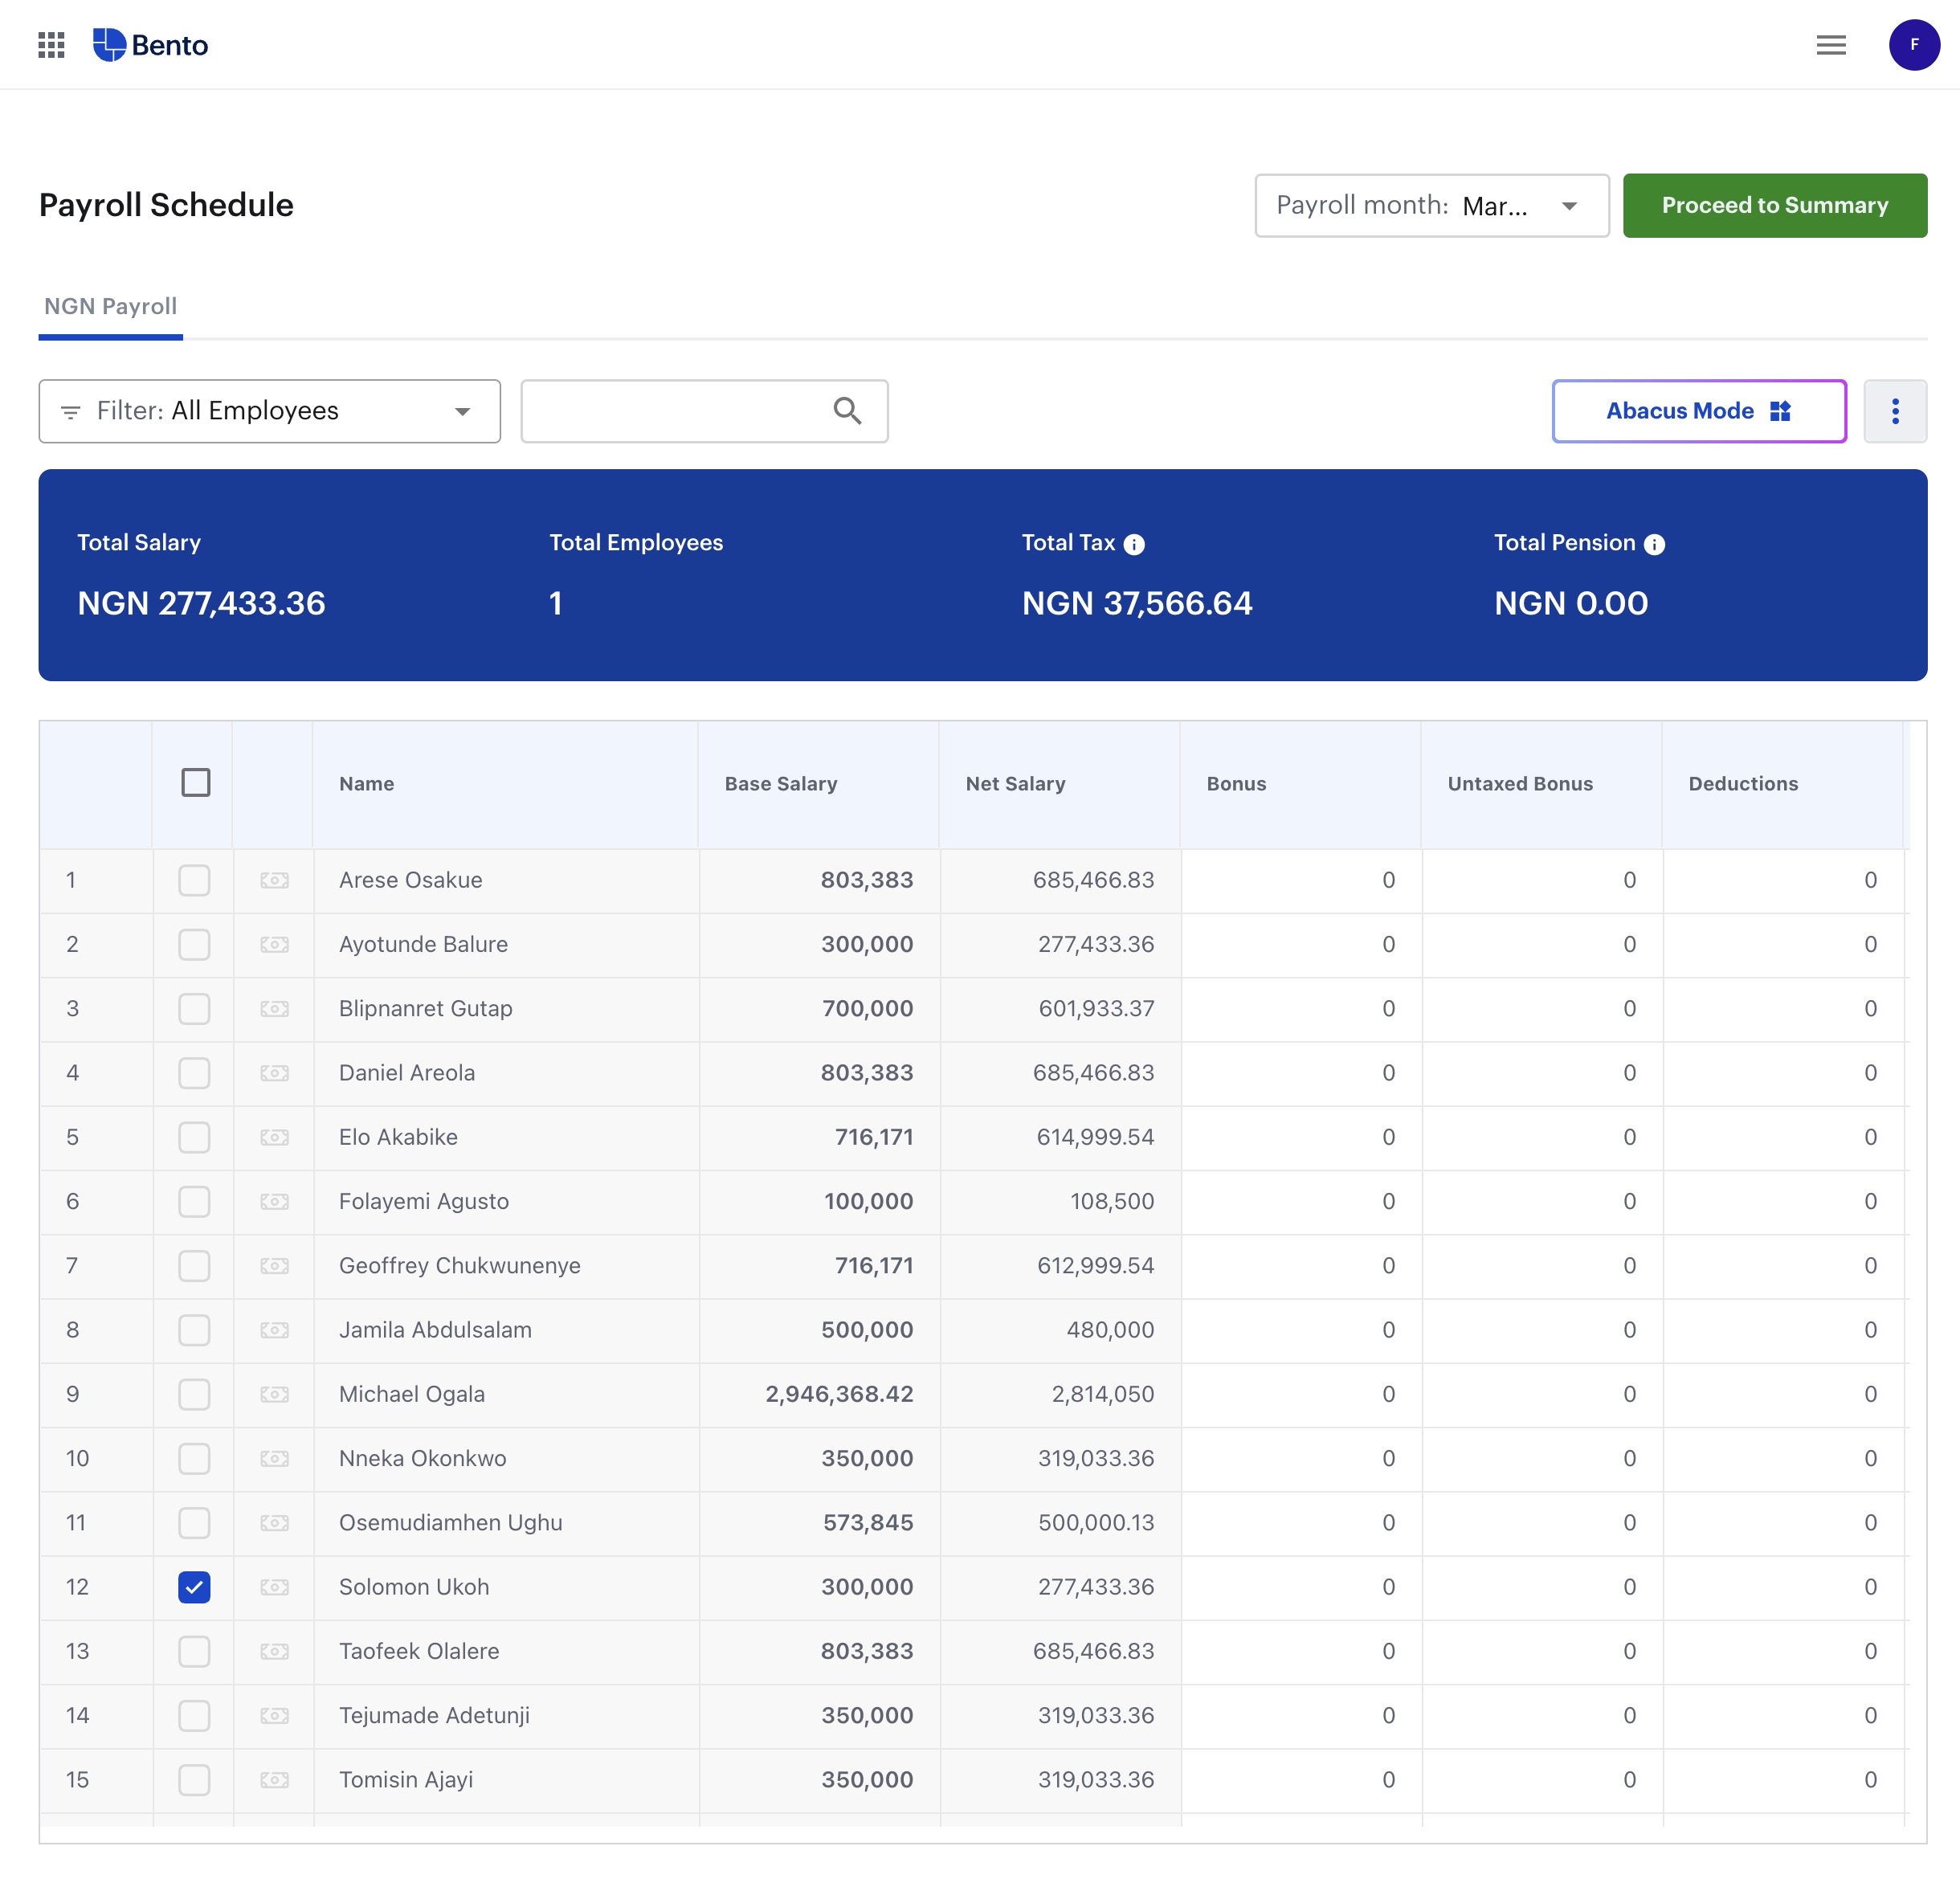 Bento
F
Payroll Schedule
Payroll month: Mar...
Proceed to Summary
NGN Payroll
Filter: All Employees
Abacus Mode
Total Salary Total Employees Total Tax Total Pension
NGN 277,433.36 1 NGN 37,566.64 NGN 0.00
Name Base Salary Net Salary Bonus Untaxed Bonus Deductions
1 Arese Osakue 803,383 685,466.83 0 0 0
2 Ayotunde Balure 300,000 277,433.36 0 0 0
3 Blipnanret Gutap 700,000 601,933.37 0 0 0
4 Daniel Areola 803,383 685,466.83 0 0 0
5 Elo Akabike 716,171 614,999.54 0 0 0
6 Folayemi Agusto 100,000 108,500 0 0 0
7 Geoffrey Chukwunenye 716,171 612,999.54 0 0 0
8 Jamila Abdulsalam 500,000 480,000 0 0 0
9 Michael Ogala 2,946,368.42 2,814,050 0 0 0
10 Nneka Okonkwo 350,000 319,033.36 0 0 0
11 Osemudiamhen Ughu 573,845 500,000.13 0 0 0
12 Solomon Ukoh 300,000 277,433.36 0 0 0
13 Taofeek Olalere 803,383 685,466.83 0 0 0
14 Tejumade Adetunji 350,000 319,033.36 0 0 0
15 Tomisin Ajayi 350,000 319,033.36 0 0 0